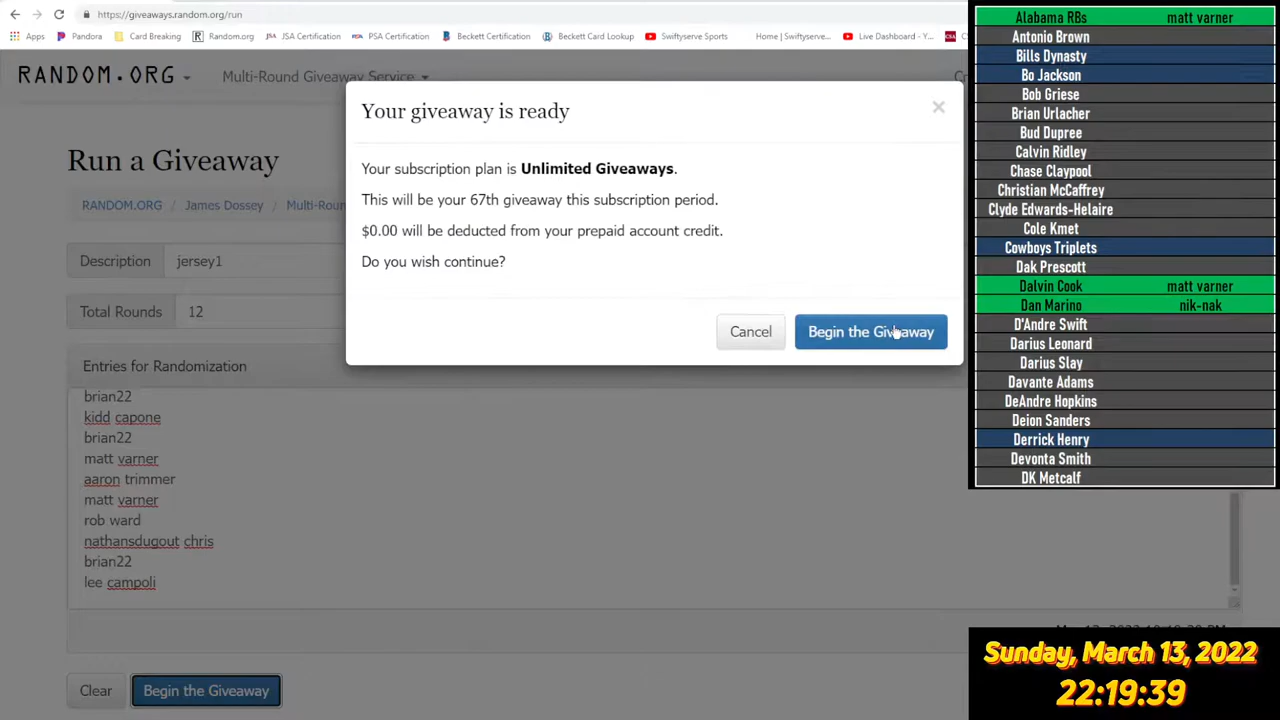 https://giveaways.random.org/run
Apps
Pandora
Card Breaking
Random.org
JSA Certification
PSA Certification
Beckett Certification
Beckett Card Lookup
Swiftyserve Sports
Home | Swiftyserve...
Live Dashboard - Y...
RANDOM.ORG
Multi-Round Giveaway Service
Your giveaway is ready
×
Your subscription plan is Unlimited Giveaways.
This will be your 67th giveaway this subscription period.
$0.00 will be deducted from your prepaid account credit.
Do you wish continue?
Cancel
Begin the Giveaway
Run a Giveaway
RANDOM.ORG / James Dossey / Multi-Roun
Description
jersey1
Total Rounds
12
Entries for Randomization
brian22
kidd capone
brian22
matt varner
aaron trimmer
matt varner
rob ward
nathansdugout chris
brian22
lee campoli
Clear
Begin the Giveaway
Alabama RBs matt varner
Antonio Brown
Bills Dynasty
Bo Jackson
Bob Griese
Brian Urlacher
Bud Dupree
Calvin Ridley
Chase Claypool
Christian McCaffrey
Clyde Edwards-Helaire
Cole Kmet
Cowboys Triplets
Dak Prescott
Dalvin Cook matt varner
Dan Marino nik-nak
D'Andre Swift
Darius Leonard
Darius Slay
Davante Adams
DeAndre Hopkins
Deion Sanders
Derrick Henry
Devonta Smith
DK Metcalf
Sunday, March 13, 2022
22:19:39